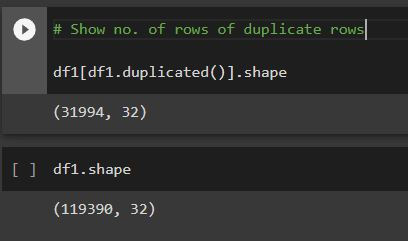 # Show no. of rows of duplicate rows
df1[df1.duplicated()].shape
(31994, 32)
[ ] df1.shape
(119390, 32)